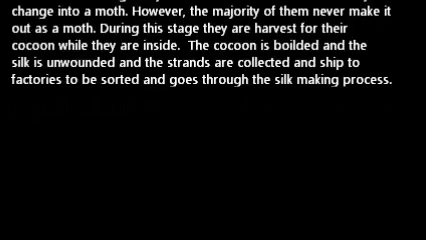 change into a moth. However, the majority of them never make it
out as a moth. During this stage they are harvest for their
cocoon while they are inside.  The cocoon is boilded and the
silk is unwounded and the strands are collected and ship to
factories to be sorted and goes through the silk making process.